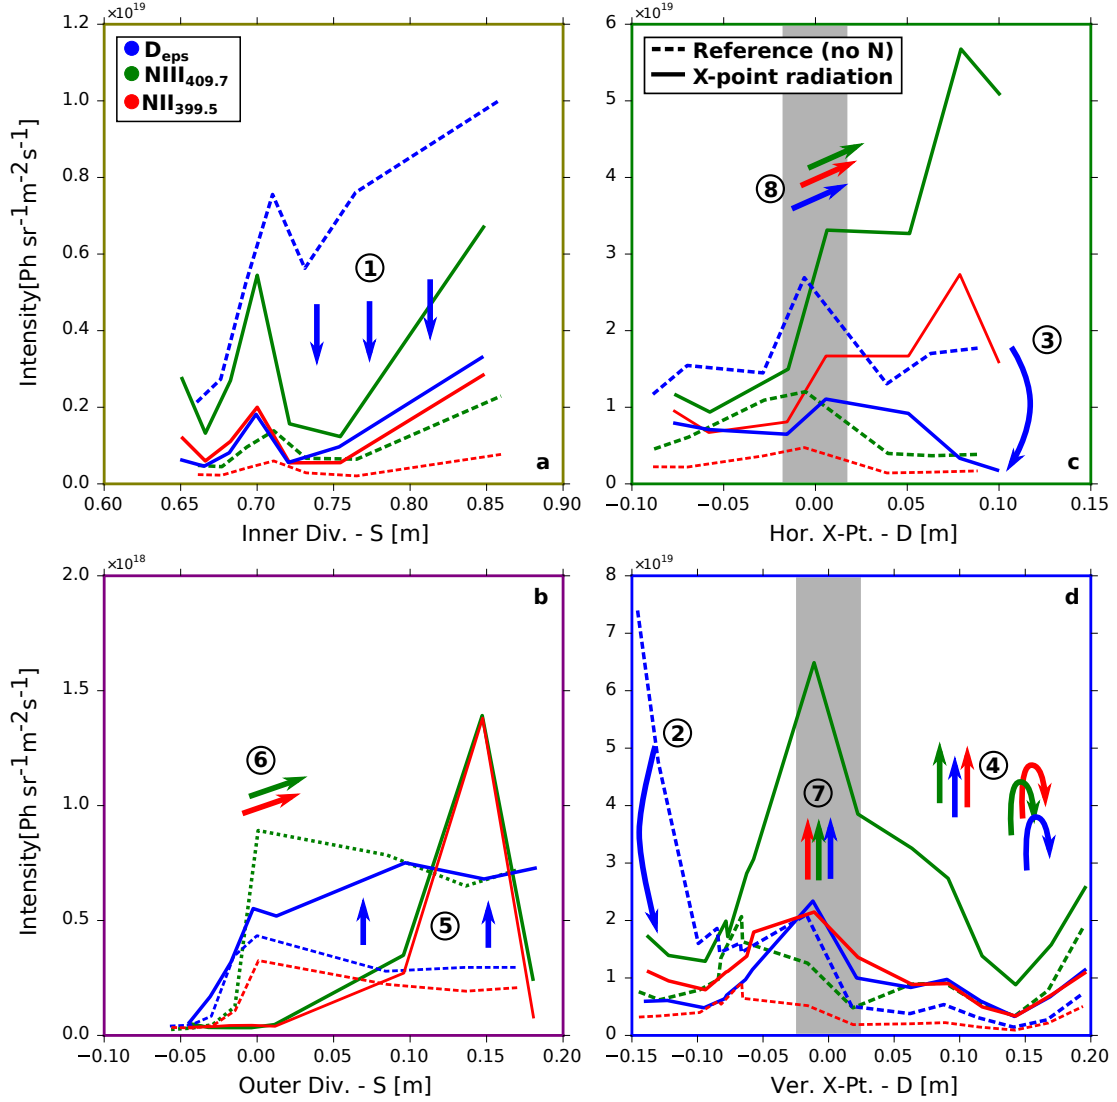 ×10¹⁹
1.2
1.0
0.8
0.6
0.4
0.2
0.0
0.60 0.65 0.70 0.75 0.80 0.85 0.90
Inner Div. - S [m]
Intensity[Ph sr⁻¹m⁻²s⁻¹]
D_eps
NIII_409.7
NII_399.5
1
a
×10¹⁹
6
5
4
3
2
1
0
−0.10 −0.05 0.00 0.05 0.10 0.15
Hor. X-Pt. - D [m]
Reference (no N)
X-point radiation
8
3
c
×10¹⁸
2.0
1.5
1.0
0.5
0.0
−0.10 −0.05 0.00 0.05 0.10 0.15 0.20
Outer Div. - S [m]
Intensity[Ph sr⁻¹m⁻²s⁻¹]
b
6
5
×10¹⁹
8
7
6
5
4
3
2
1
0
−0.15 −0.10 −0.05 0.00 0.05 0.10 0.15 0.20
Ver. X-Pt. - D [m]
d
2
4
7